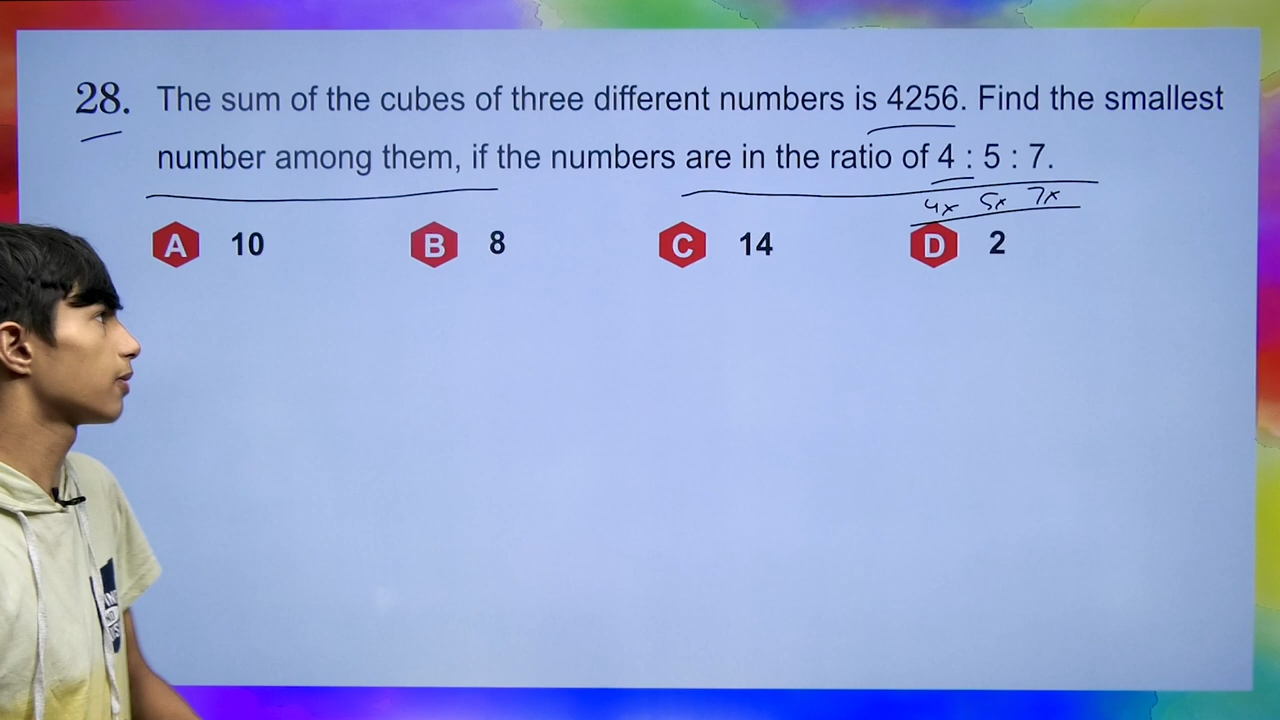 28. The sum of the cubes of three different numbers is 4256. Find the smallest
number among them, if the numbers are in the ratio of 4 : 5 : 7.
4x 5x 7x
A 10 B 8 C 14 D 2